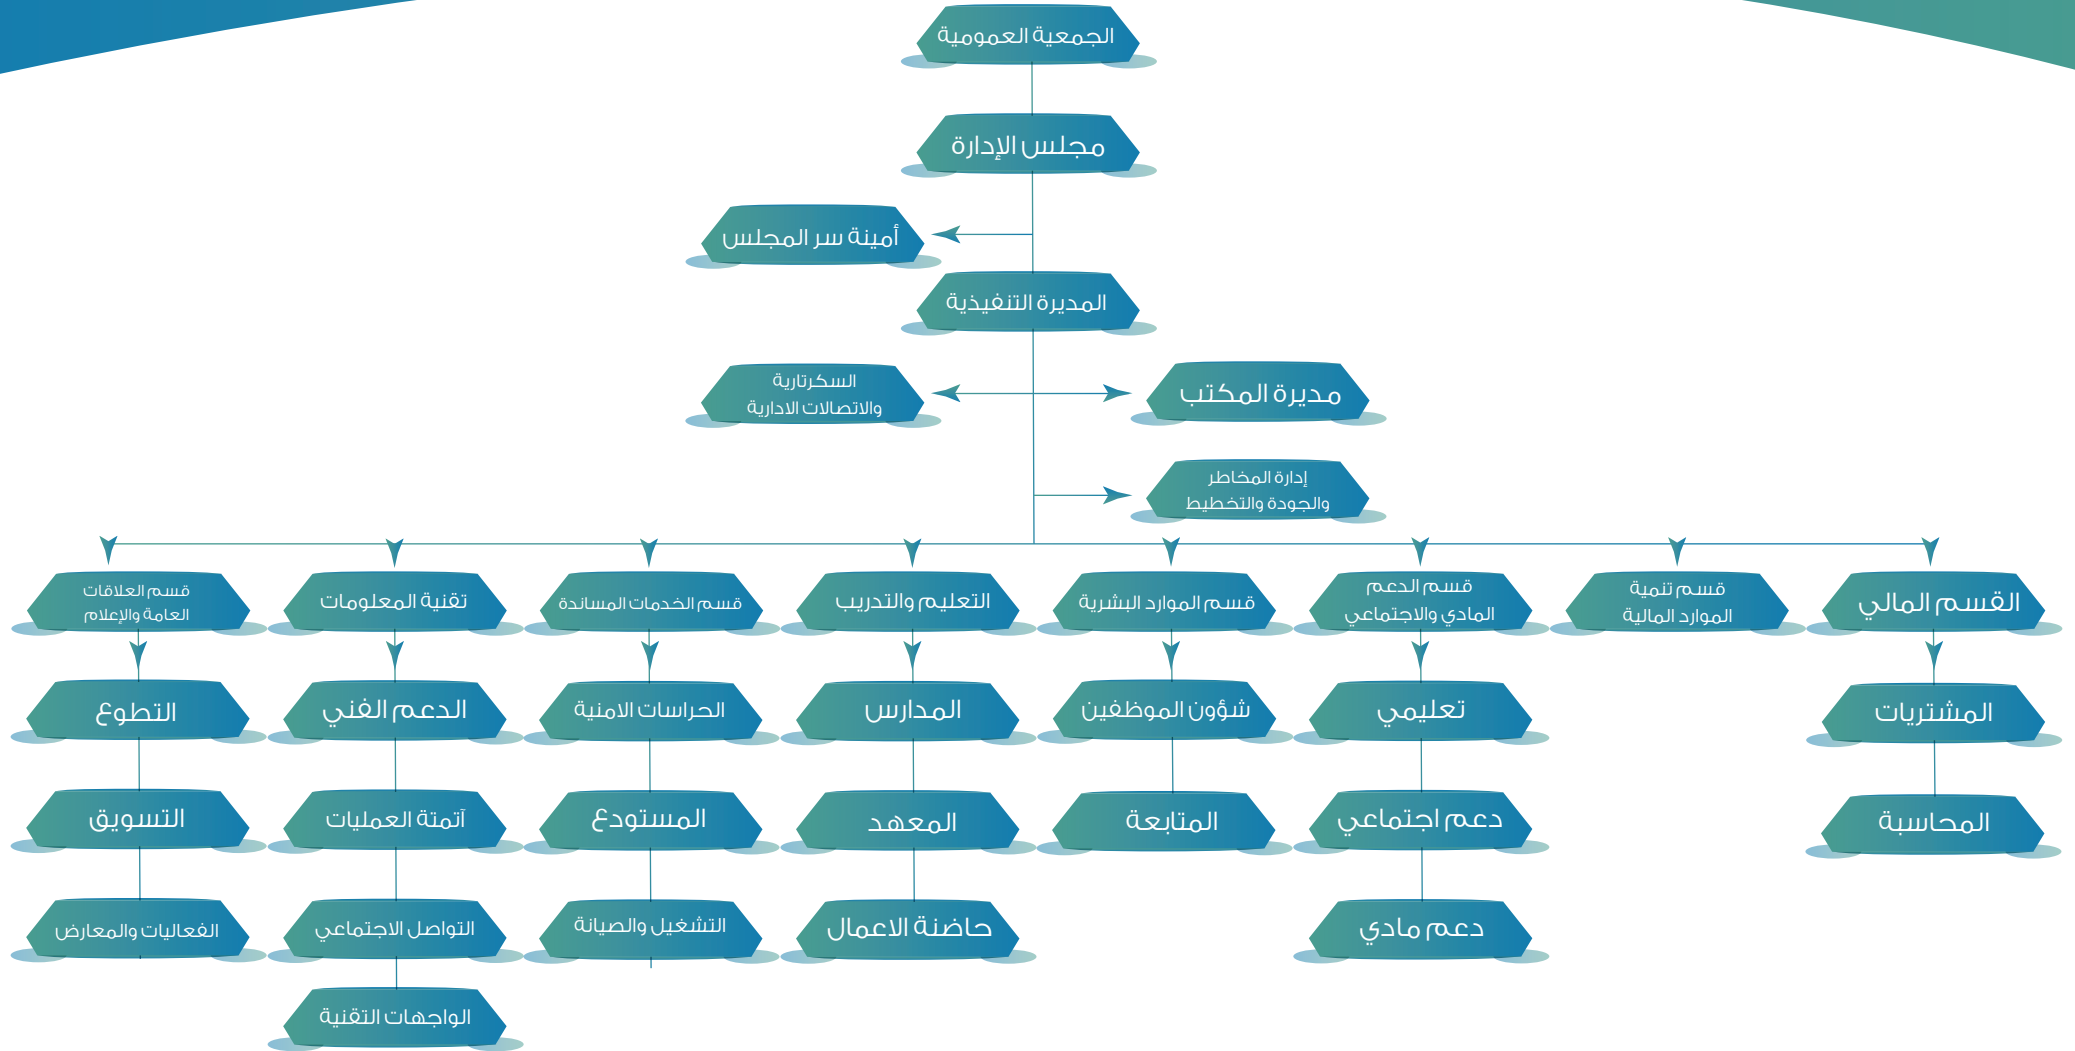 الجمعية العمومية
مجلس الإدارة
أمينة سر المجلس
المديرة التنفيذية
مديرة المكتب
السكرتارية
والاتصالات الادارية
إدارة المخاطر
والجودة والتخطيط
القسم المالي
قسم تنمية
الموارد المالية
قسم الدعم
المادي والاجتماعي
قسم الموارد البشرية
التعليم والتدريب
قسم الخدمات المساندة
تقنية المعلومات
قسم العلاقات
العامة والإعلام
المشتريات
تعليمي
شؤون الموظفين
المدارس
الحراسات الامنية
الدعم الفني
التطوع
المحاسبة
دعم اجتماعي
المتابعة
المعهد
المستودع
آتمتة العمليات
التسويق
دعم مادي
حاضنة الاعمال
التشغيل والصيانة
التواصل الاجتماعي
الفعاليات والمعارض
الواجهات التقنية